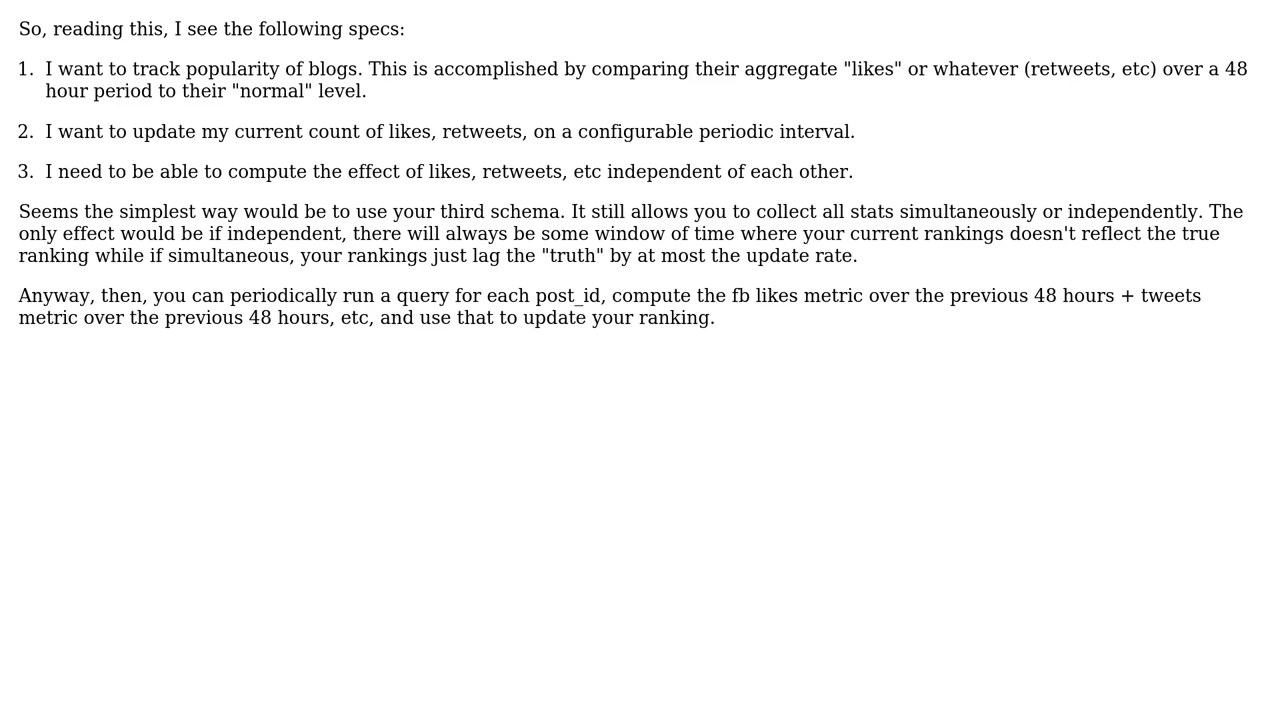 So, reading this, I see the following specs:
1. I want to track popularity of blogs. This is accomplished by comparing their aggregate "likes" or whatever (retweets, etc) over a 48
hour period to their "normal" level.
2. I want to update my current count of likes, retweets, on a configurable periodic interval.
3. I need to be able to compute the effect of likes, retweets, etc independent of each other.
Seems the simplest way would be to use your third schema. It still allows you to collect all stats simultaneously or independently. The
only effect would be if independent, there will always be some window of time where your current rankings doesn't reflect the true
ranking while if simultaneous, your rankings just lag the "truth" by at most the update rate.
Anyway, then, you can periodically run a query for each post_id, compute the fb likes metric over the previous 48 hours + tweets
metric over the previous 48 hours, etc, and use that to update your ranking.